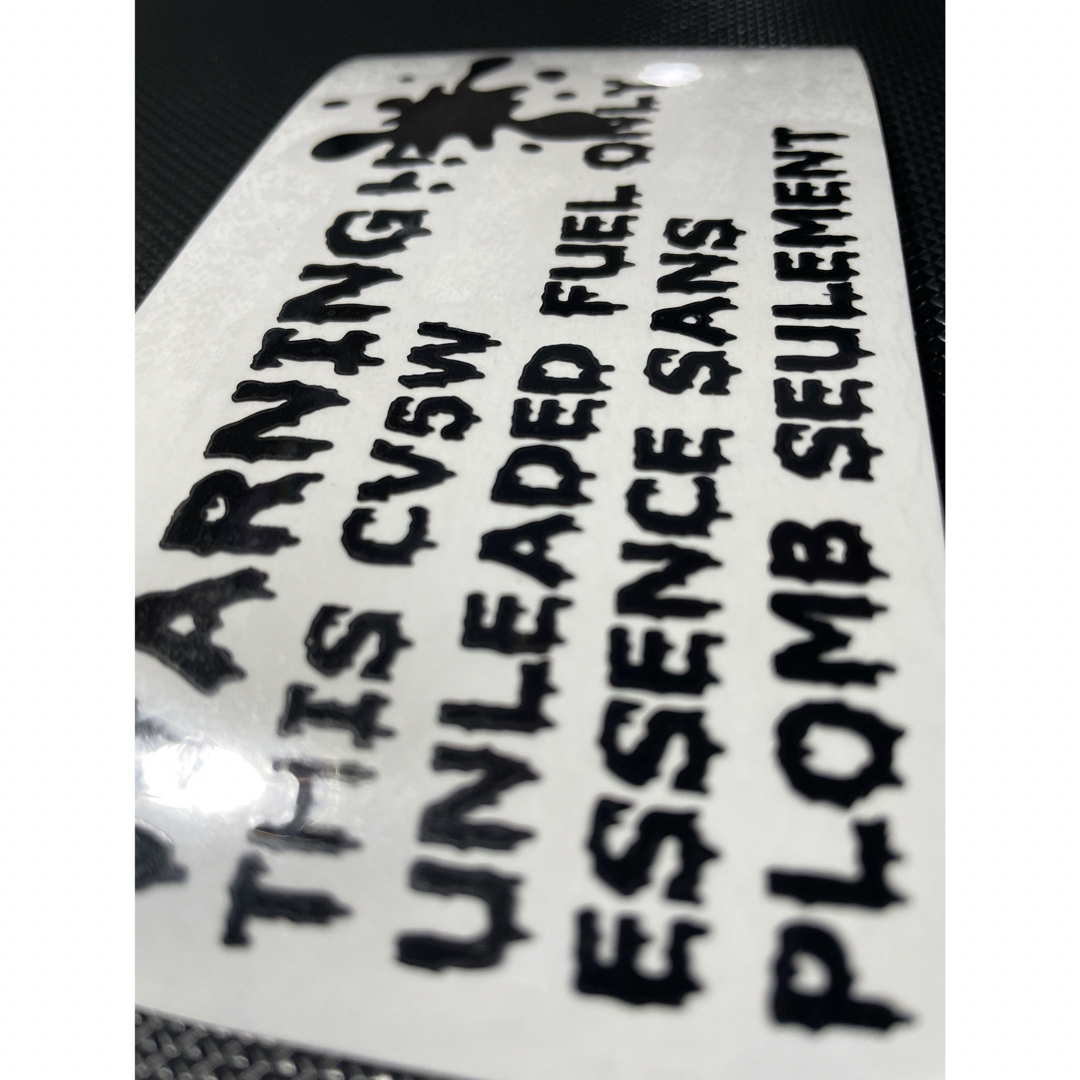 WARNING!!
THIS CV5W
UNLEADED FUEL ONLY
ESSENCE SANS
PLOMB SEULEMENT